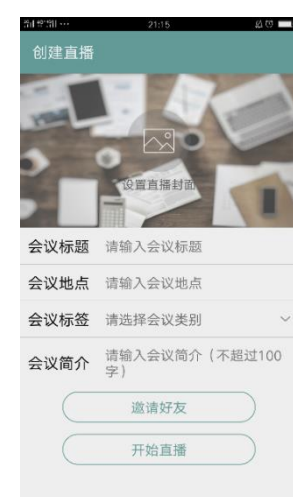 21:15
创建直播
设置直播封面
会议标题 请输入会议标题
会议地点 请输入会议地点
会议标签 请选择会议类别
会议简介 请输入会议简介（不超过100
字）
邀请好友
开始直播